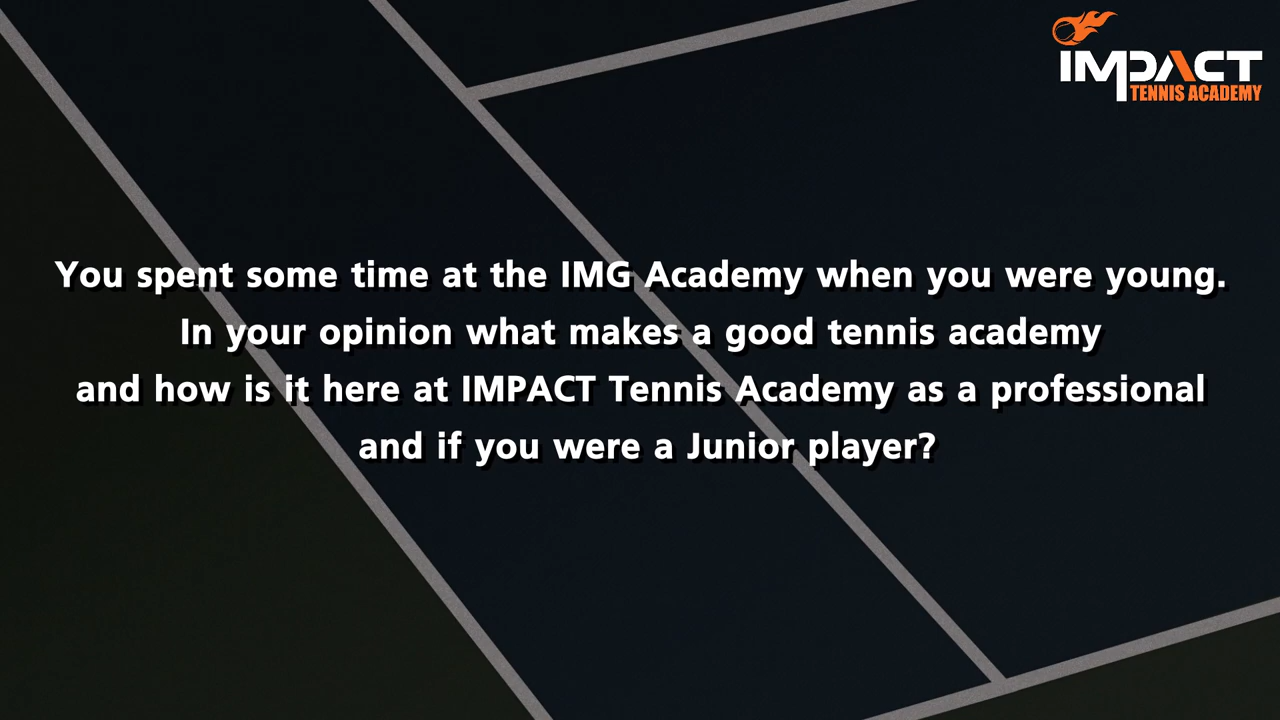 IMPACT
TENNIS ACADEMY
You spent some time at the IMG Academy when you were young.
In your opinion what makes a good tennis academy
and how is it here at IMPACT Tennis Academy as a professional
and if you were a Junior player?